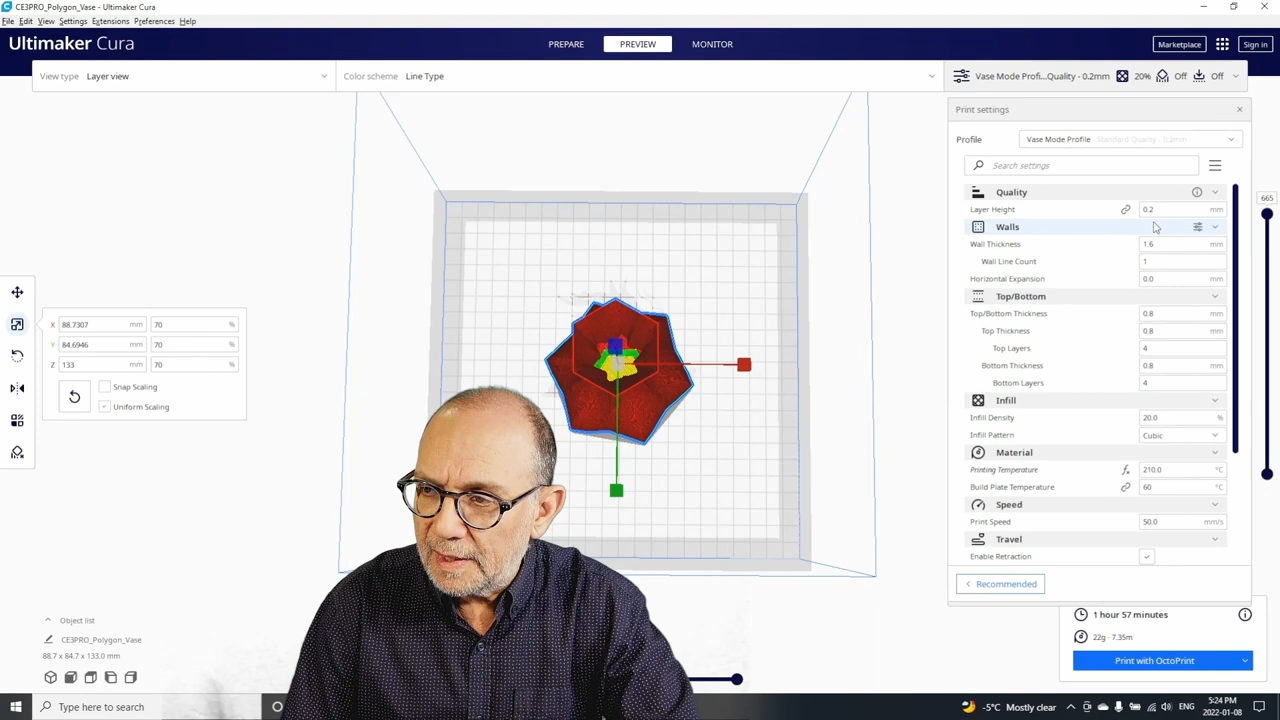 CE3PRO_Polygon_Vase - Ultimaker Cura
File Edit View Settings Extensions Preferences Help
Ultimaker Cura
PREPARE PREVIEW MONITOR
Marketplace Sign in
View type Layer view
Color scheme Line Type
Vase Mode Profi...Quality - 0.2mm 20% Off Off
Print settings
Profile Vase Mode Profile Standard Quality - 0.2mm
Search settings
Quality
Layer Height 0.2 mm
Walls
Wall Thickness 1.6 mm
Wall Line Count 1
Horizontal Expansion 0.0 mm
Top/Bottom
Top/Bottom Thickness 0.8 mm
Top Thickness 0.8 mm
Top Layers 4
Bottom Thickness 0.8 mm
Bottom Layers 4
Infill
Infill Density 20.0 %
Infill Pattern Cubic
Material
Printing Temperature 210.0 °C
Build Plate Temperature 60 °C
Speed
Print Speed 50.0 mm/s
Travel
Enable Retraction
Recommended
665
X 88.7307 mm 70 %
Y 84.6946 mm 70 %
Z 133 mm 70 %
Snap Scaling
Uniform Scaling
Object list
CE3PRO_Polygon_Vase
88.7 x 84.7 x 133.0 mm
1 hour 57 minutes
22g · 7.35m
Print with OctoPrint
Type here to search
-5°C Mostly clear
ENG
5:24 PM
2022-01-08